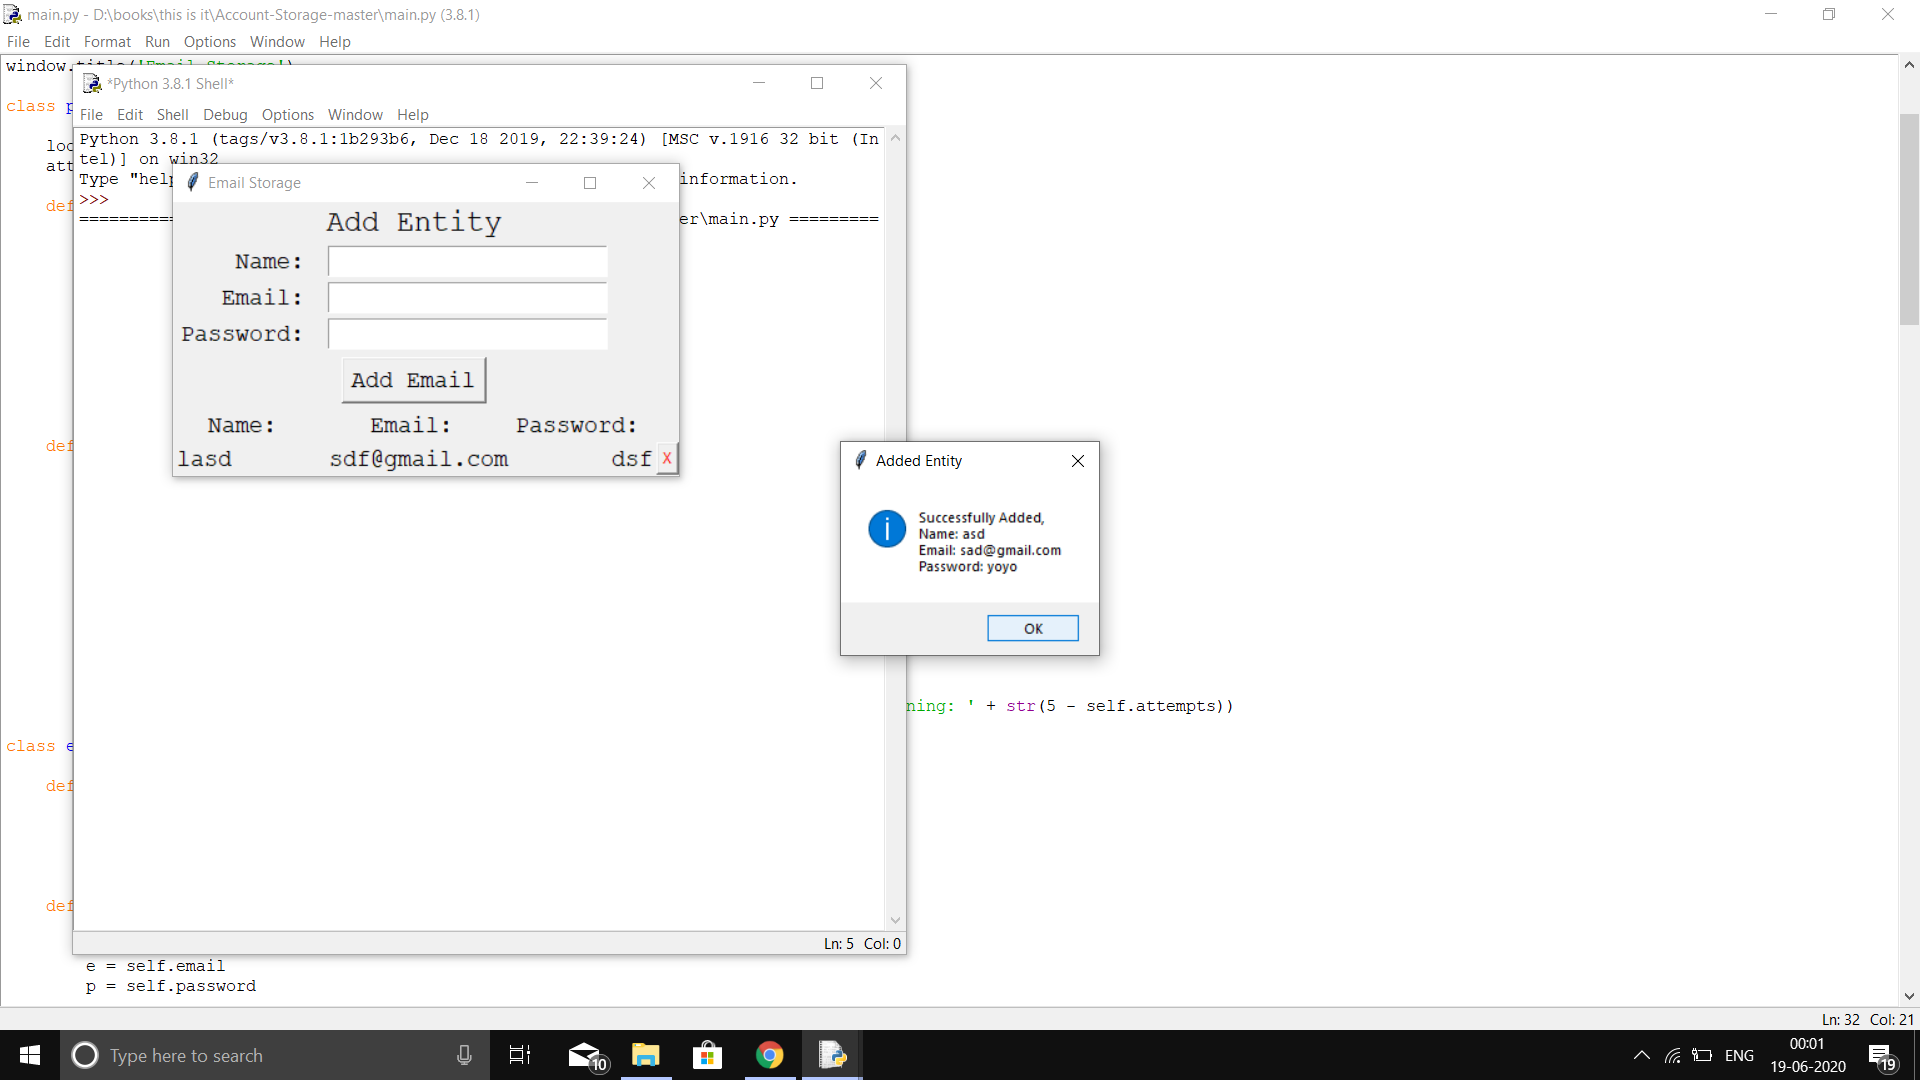 main.py - D:\books\this is it\Account-Storage-master\main.py (3.8.1)
File Edit Format Run Options Window Help
*Python 3.8.1 Shell*
File Edit Shell Debug Options Window Help
Python 3.8.1 (tags/v3.8.1:1b293b6, Dec 18 2019, 22:39:24) [MSC v.1916 32 bit (In
tel)] on win32
Type "help information.
>>>
========== er\main.py =========
Ln: 5 Col: 0
Email Storage
Add Entity
Name:
Email:
Password:
Add Email
Name: Email: Password:
lasd sdf@gmail.com dsf X
Added Entity
Successfully Added,
Name: asd
Email: sad@gmail.com
Password: yoyo
OK
class
def
def
ning: ' + str(5 - self.attempts))
class e
def
def
e = self.email
p = self.password
Ln: 32 Col: 21
Type here to search
10
ENG
00:01
19-06-2020
19